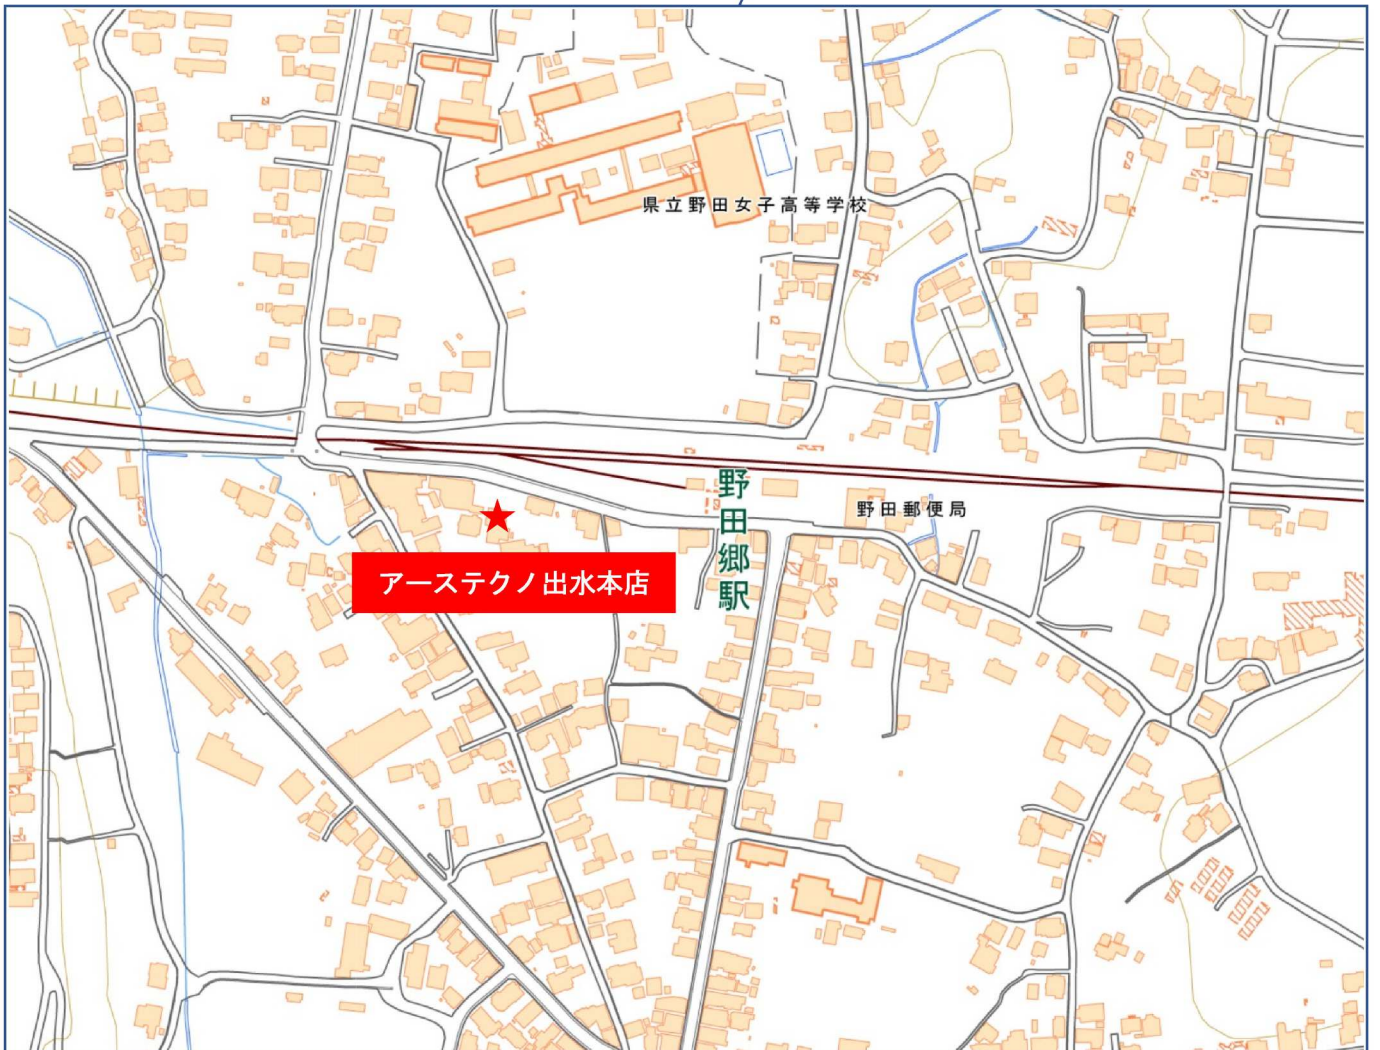 県立野田女子高等学校
野田郷駅
野田郵便局
アーステクノ出水本店